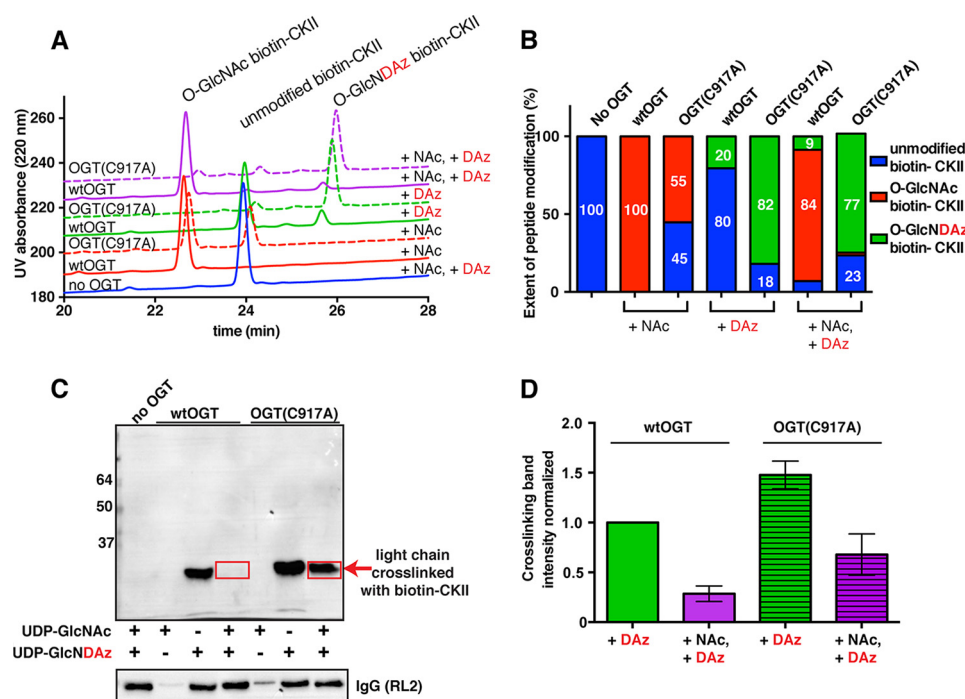 A
O-GlcNAc biotin-CKII
unmodified biotin-CKII
O-GlcNDAz biotin-CKII
UV absorbance (220 nm)
260
240
220
200
180
OGT(C917A)
+ NAc, + DAz
wtOGT
+ NAc, + DAz
OGT(C917A)
+ DAz
wtOGT
+ DAz
OGT(C917A)
+ NAc
wtOGT
+ NAc
no OGT
+ NAc, + DAz
20 22 24 26 28
time (min)
B
No OGT
wtOGT
OGT(C917A)
wtOGT
OGT(C917A)
wtOGT
OGT(C917A)
Extent of peptide modification (%)
100
50
0
100
100
55
45
20
80
82
18
9
84
77
23
+ NAc
+ DAz
+ NAc,
+ DAz
unmodified
biotin- CKII
O-GlcNAc
biotin- CKII
O-GlcNDAz
biotin- CKII
C
no OGT
wtOGT
OGT(C917A)
64
50
37
light chain
crosslinked
with biotin-CKII
UDP-GlcNAc + + - + + - +
UDP-GlcNDAz + - + + - + +
IgG (RL2)
D
wtOGT
OGT(C917A)
Crosslinking band
intensity normalized
2.0
1.5
1.0
0.5
0
+ DAz
+ NAc,
+ DAz
+ DAz
+ NAc,
+ DAz